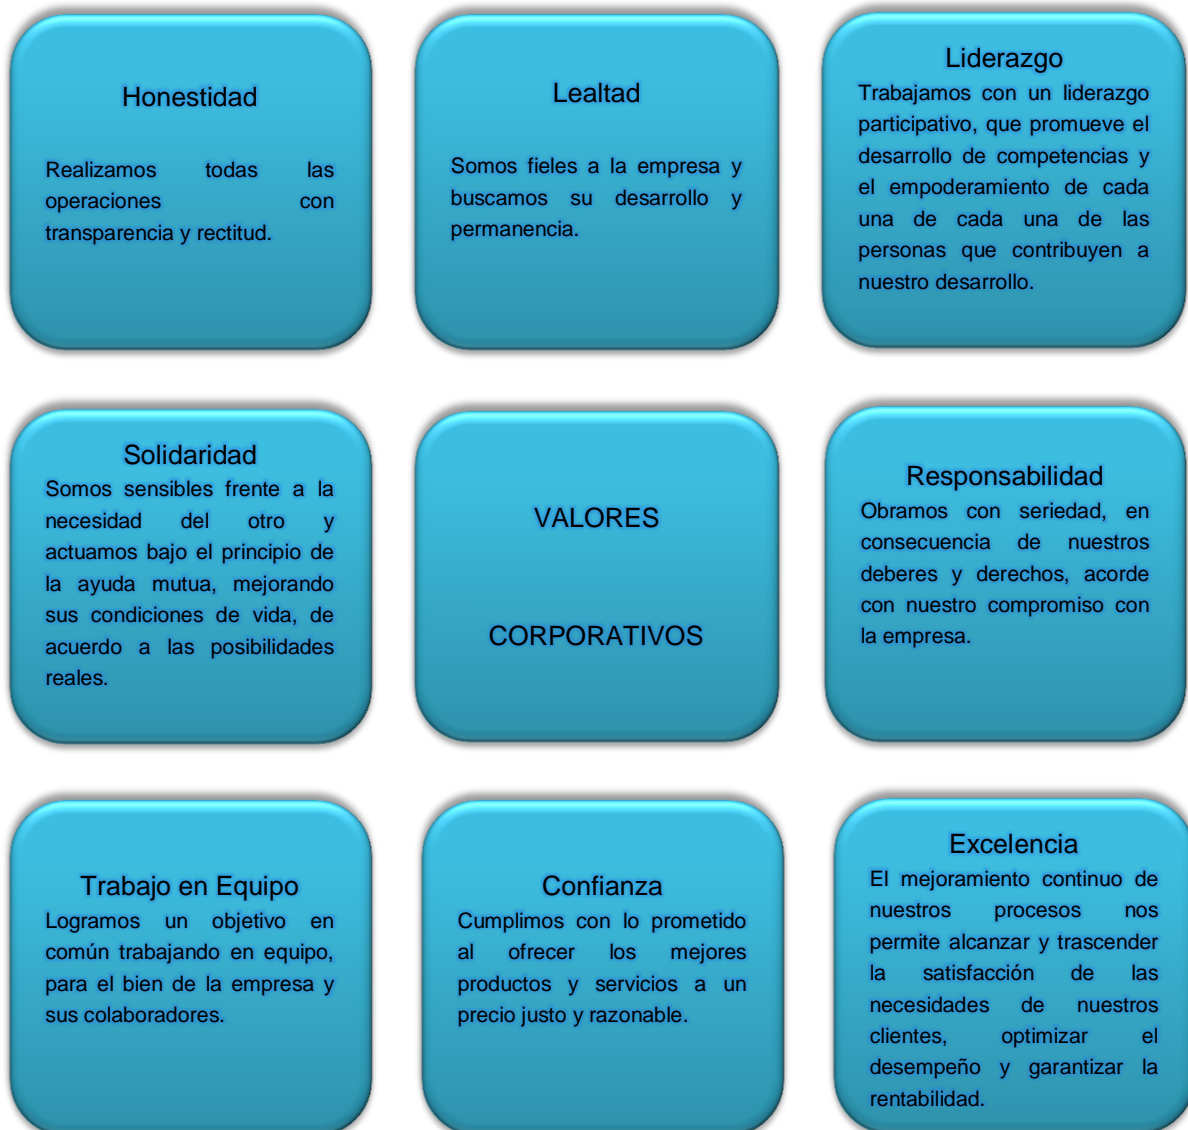 Honestidad
Realizamos todas las
operaciones con
transparencia y rectitud.
Lealtad
Somos fieles a la empresa y
buscamos su desarrollo y
permanencia.
Liderazgo
Trabajamos con un liderazgo
participativo, que promueve el
desarrollo de competencias y
el empoderamiento de cada
una de cada una de las
personas que contribuyen a
nuestro desarrollo.
Solidaridad
Somos sensibles frente a la
necesidad del otro y
actuamos bajo el principio de
la ayuda mutua, mejorando
sus condiciones de vida, de
acuerdo a las posibilidades
reales.
VALORES
CORPORATIVOS
Responsabilidad
Obramos con seriedad, en
consecuencia de nuestros
deberes y derechos, acorde
con nuestro compromiso con
la empresa.
Trabajo en Equipo
Logramos un objetivo en
común trabajando en equipo,
para el bien de la empresa y
sus colaboradores.
Confianza
Cumplimos con lo prometido
al ofrecer los mejores
productos y servicios a un
precio justo y razonable.
Excelencia
El mejoramiento continuo de
nuestros procesos nos
permite alcanzar y trascender
la satisfacción de las
necesidades de nuestros
clientes, optimizar el
desempeño y garantizar la
rentabilidad.